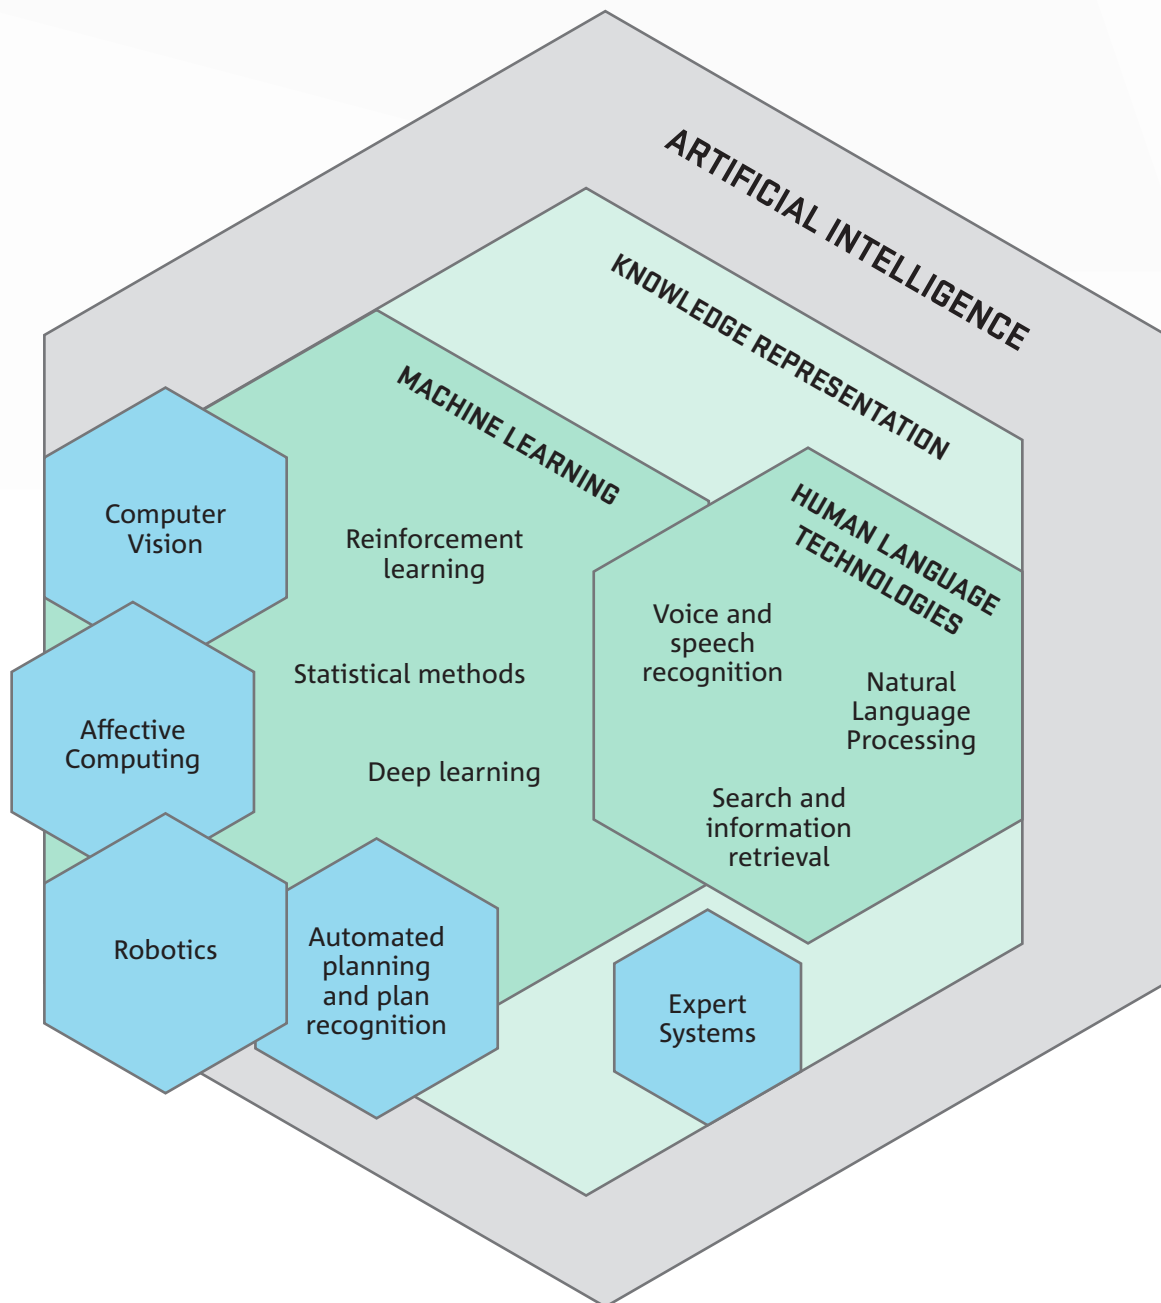 ARTIFICIAL INTELLIGENCE
KNOWLEDGE REPRESENTATION
MACHINE LEARNING
HUMAN LANGUAGE
TECHNOLOGIES
Computer
Vision
Reinforcement
learning
Voice and
speech
recognition
Statistical methods
Natural
Language
Processing
Affective
Computing
Deep learning
Search and
information
retrieval
Robotics
Automated
planning
and plan
recognition
Expert
Systems